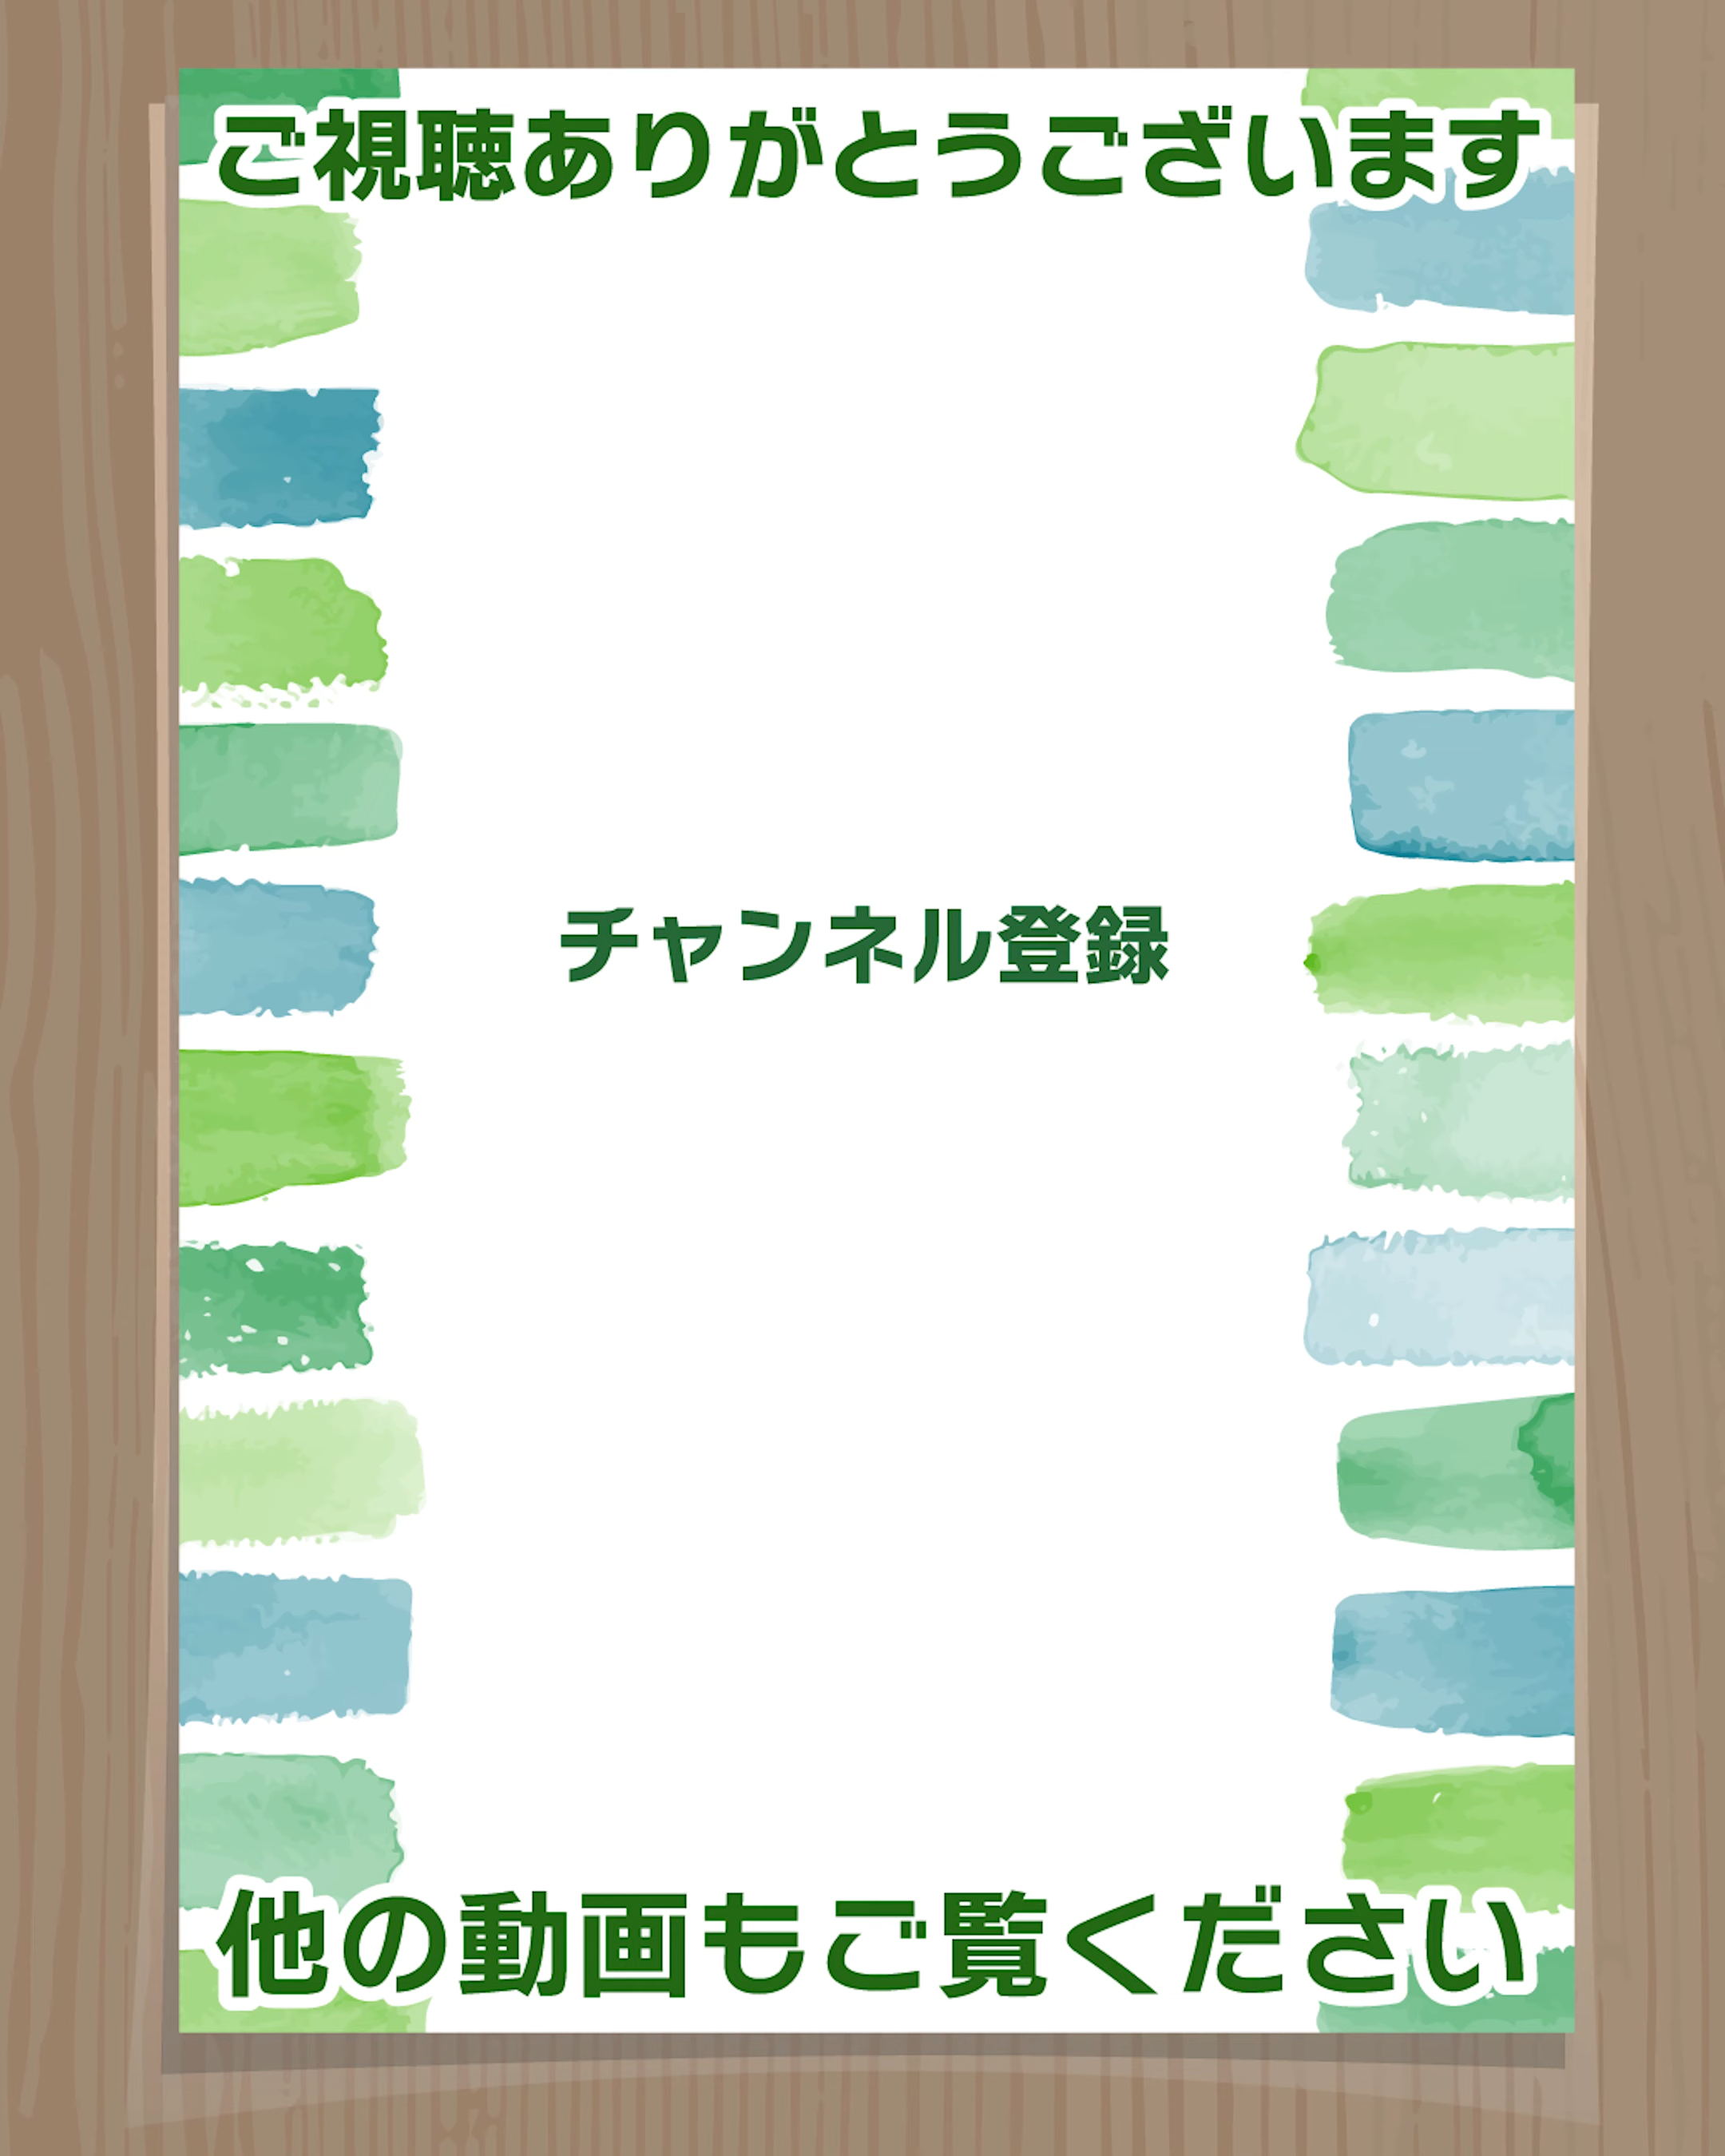 ご視聴ありがとうございます
チャンネル登録
他の動画もご覧ください